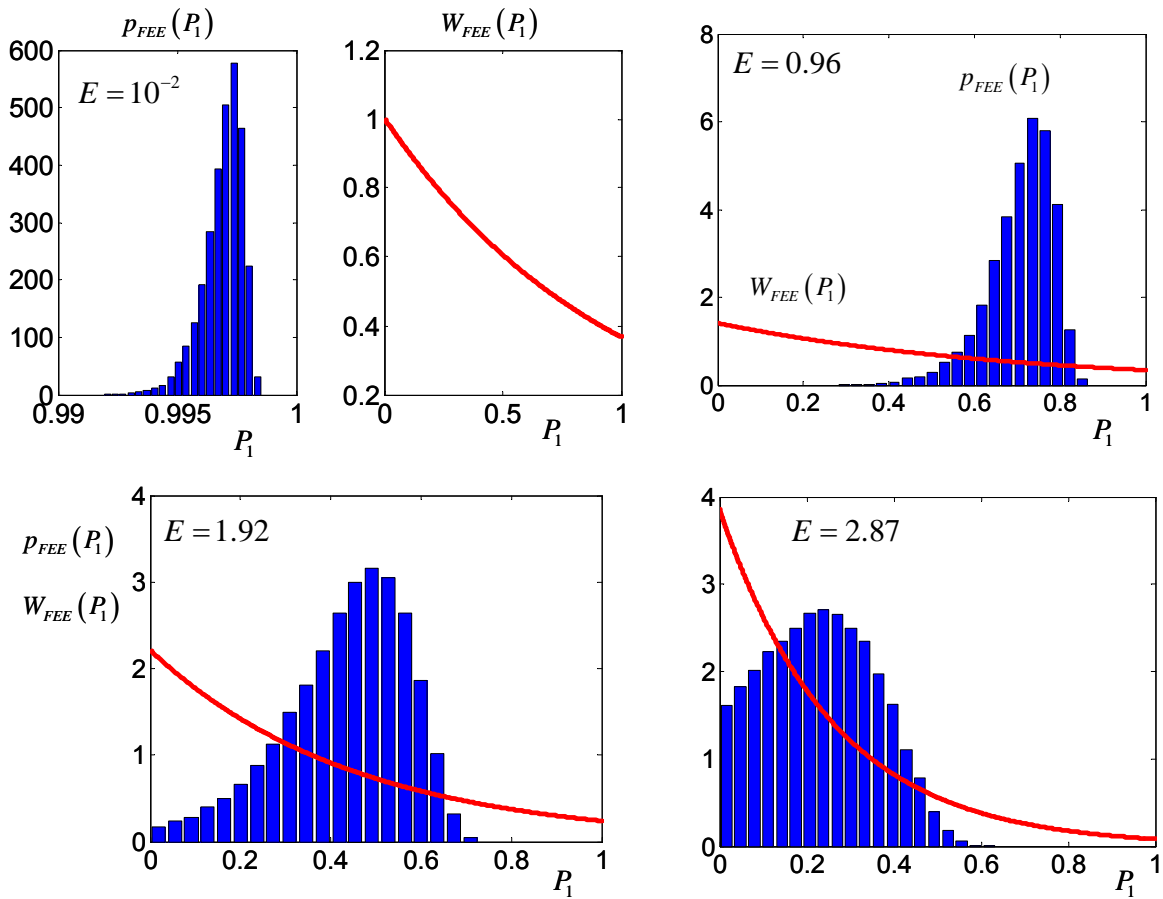 p_FEE(P_1)
W_FEE(P_1)
600
500
400
300
200
100
0
E = 10^-2
0.99 0.995 1
P_1
1.2
1
0.8
0.6
0.4
0.2
0 0.5 1
P_1
8
6
4
2
0
E = 0.96
p_FEE(P_1)
W_FEE(P_1)
0 0.2 0.4 0.6 0.8 1
P_1
p_FEE(P_1)
W_FEE(P_1)
4
3
2
1
0
E = 1.92
0 0.2 0.4 0.6 0.8 1
P_1
4
3
2
1
0
E = 2.87
0 0.2 0.4 0.6 0.8 1
P_1